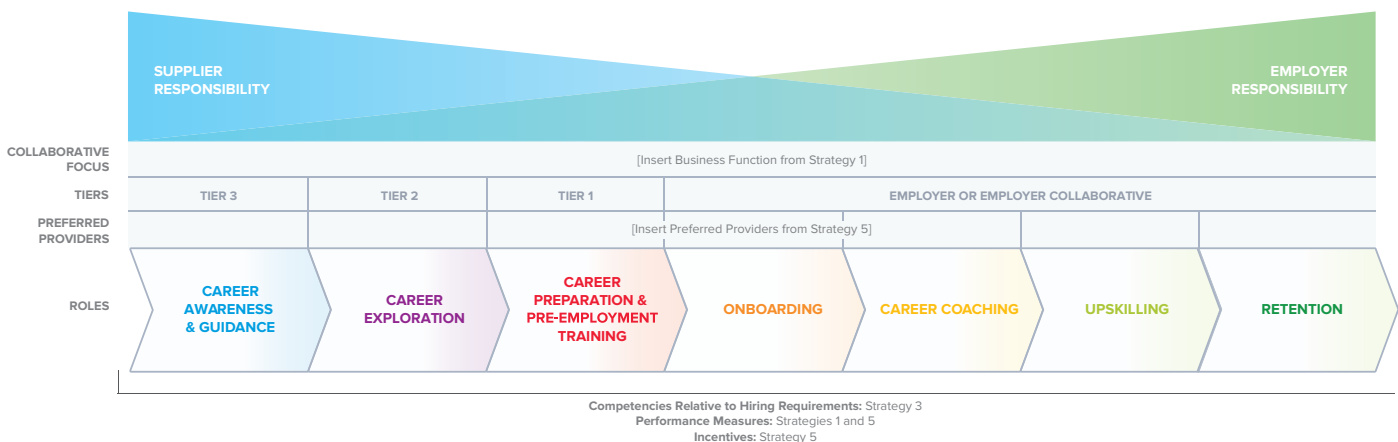 SUPPLIER
RESPONSIBILITY
EMPLOYER
RESPONSIBILITY
COLLABORATIVE
FOCUS
[Insert Business Function from Strategy 1]
TIERS
TIER 3
TIER 2
TIER 1
EMPLOYER OR EMPLOYER COLLABORATIVE
PREFERRED
PROVIDERS
[Insert Preferred Providers from Strategy 5]
ROLES
CAREER
AWARENESS
& GUIDANCE
CAREER
EXPLORATION
CAREER
PREPARATION &
PRE-EMPLOYMENT
TRAINING
ONBOARDING
CAREER COACHING
UPSKILLING
RETENTION
Competencies Relative to Hiring Requirements: Strategy 3
Performance Measures: Strategies 1 and 5
Incentives: Strategy 5